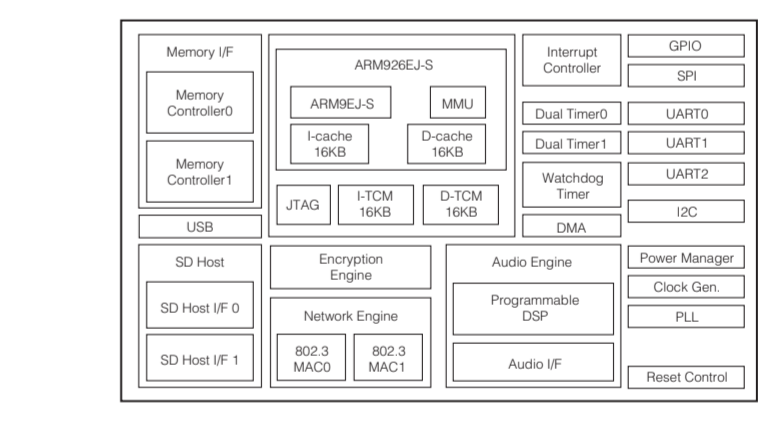 Memory I/F
Memory
Controller0
Memory
Controller1
USB
SD Host
SD Host I/F 0
SD Host I/F 1
ARM926EJ-S
ARM9EJ-S
MMU
I-cache
16KB
D-cache
16KB
JTAG
I-TCM
16KB
D-TCM
16KB
Encryption
Engine
Network Engine
802.3
MAC0
802.3
MAC1
Interrupt
Controller
Dual Timer0
Dual Timer1
Watchdog
Timer
DMA
Audio Engine
Programmable
DSP
Audio I/F
GPIO
SPI
UART0
UART1
UART2
I2C
Power Manager
Clock Gen.
PLL
Reset Control